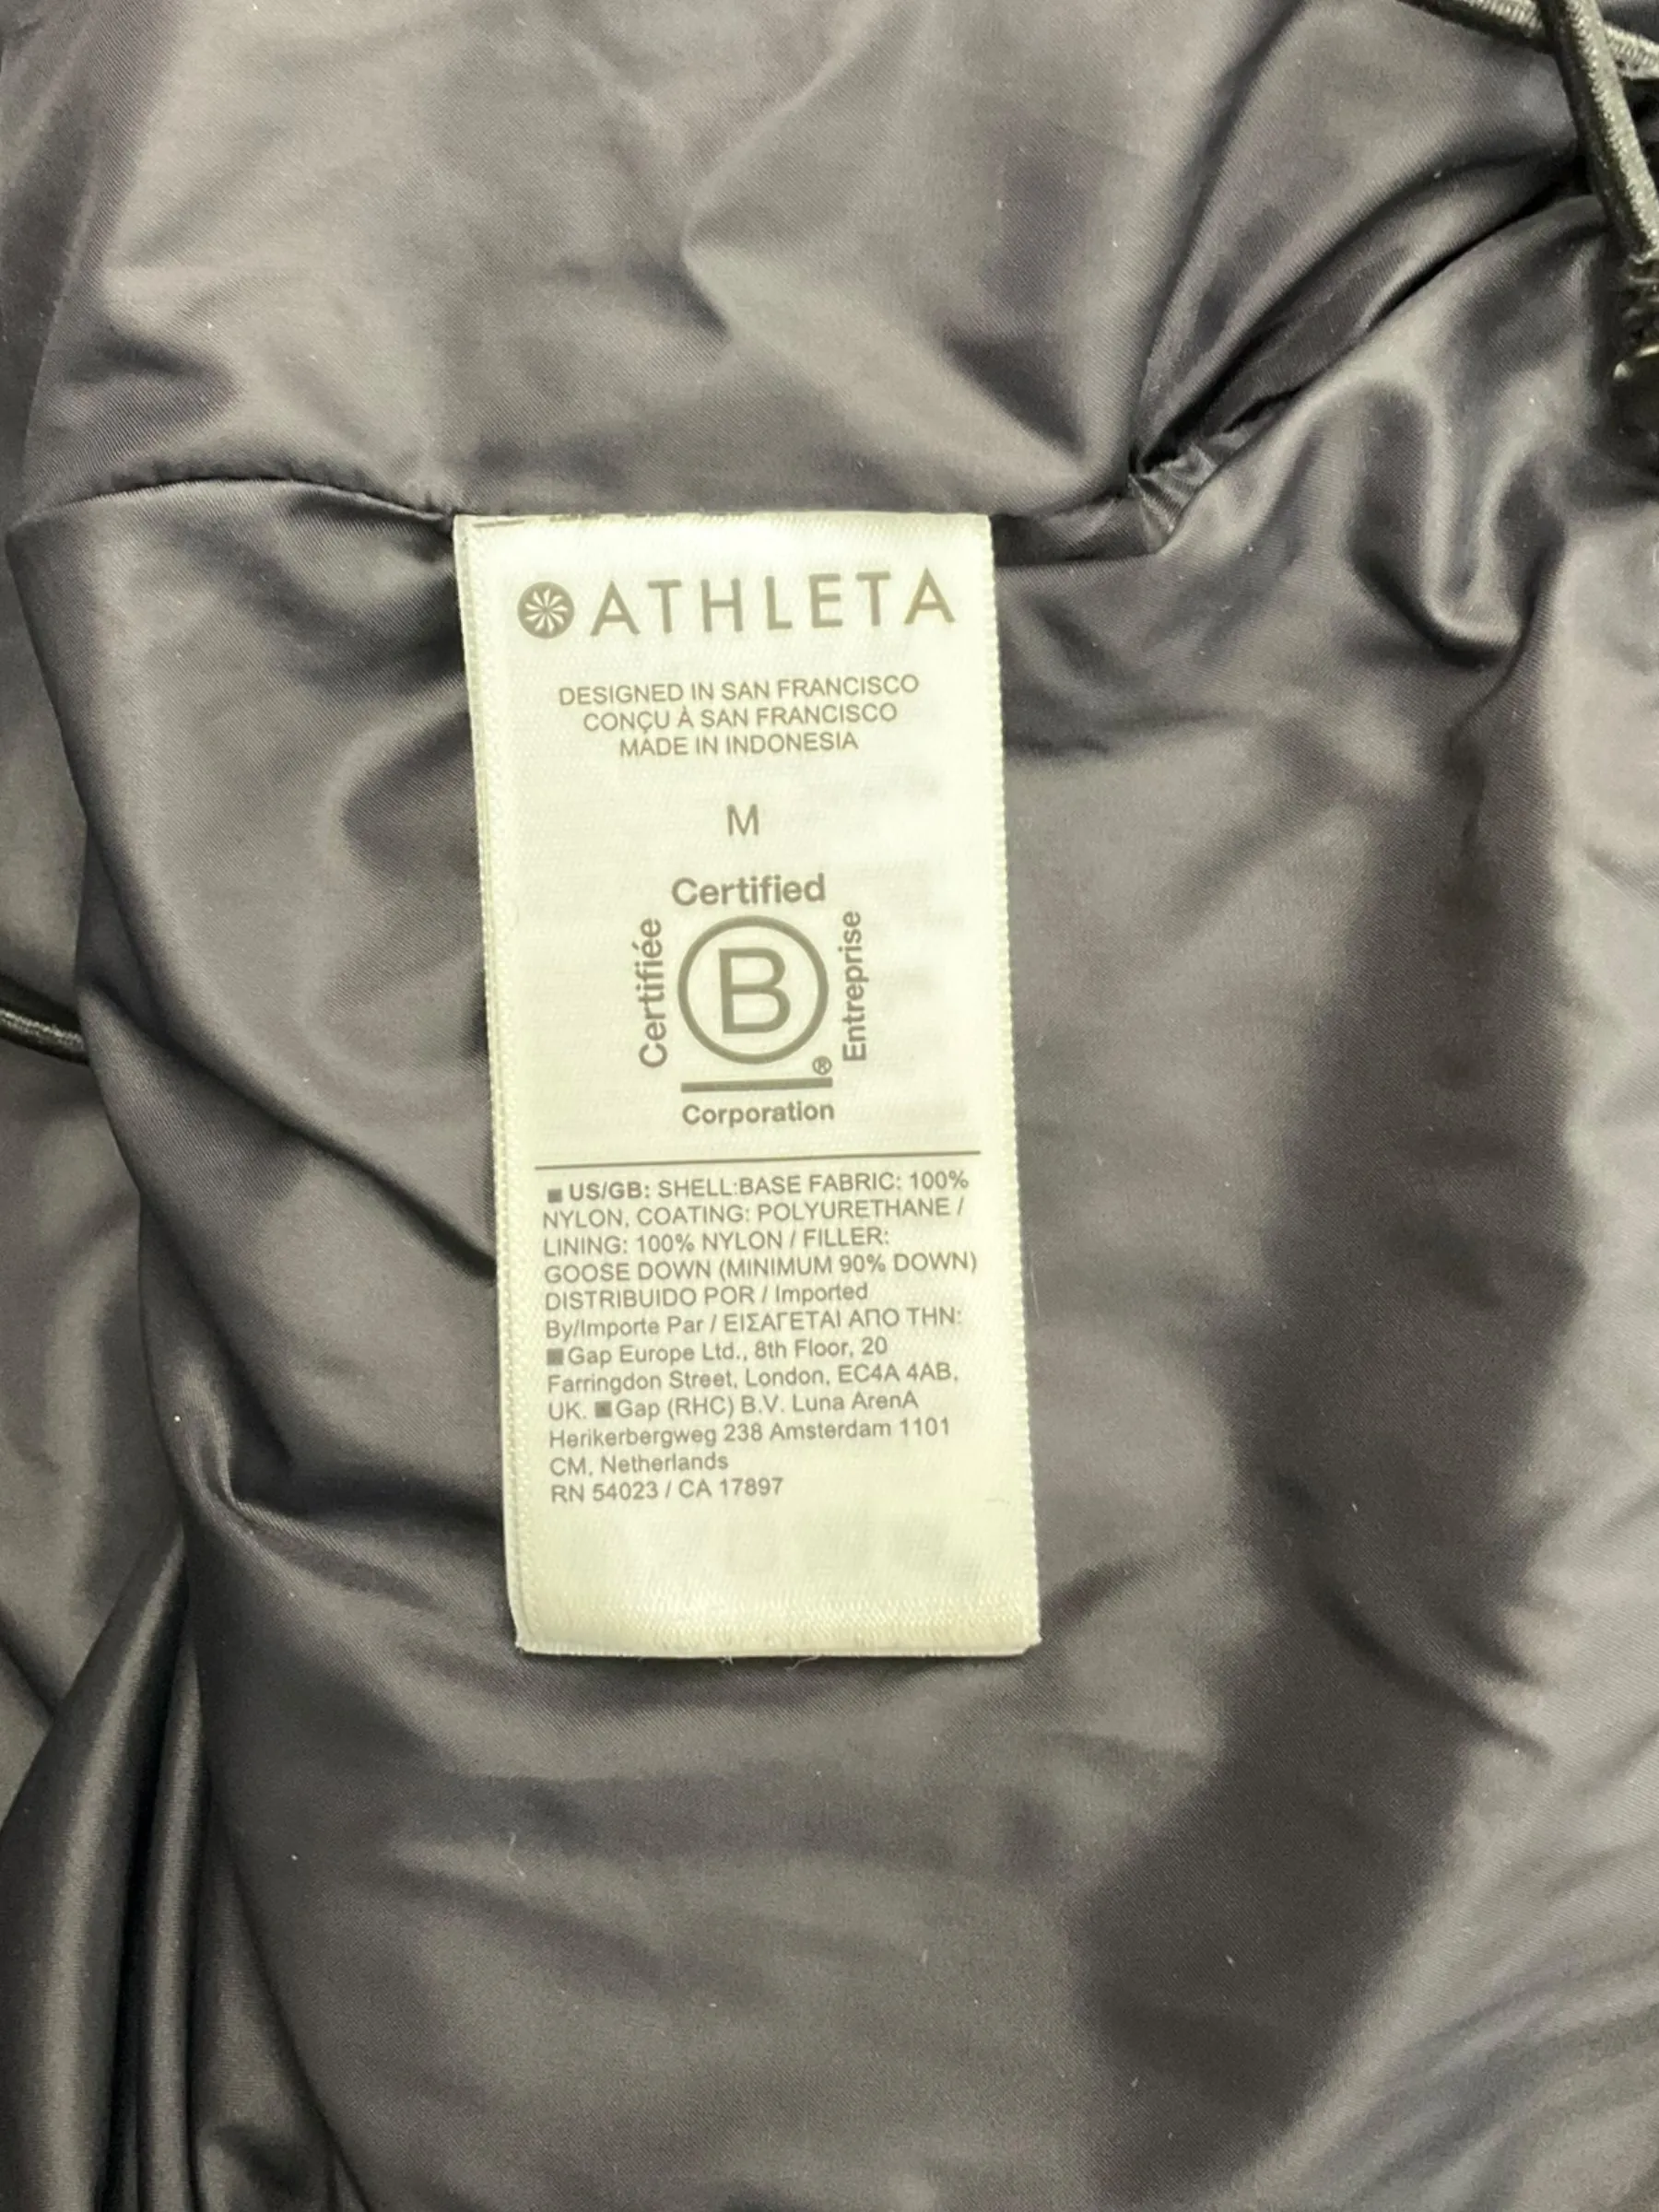 ATHLETA
DESIGNED IN SAN FRANCISCO
CONÇU À SAN FRANCISCO
MADE IN INDONESIA
M
Certified
Certifiée
B
Entreprise
®
Corporation
■ US/GB: SHELL:BASE FABRIC: 100%
NYLON, COATING: POLYURETHANE /
LINING: 100% NYLON / FILLER:
GOOSE DOWN (MINIMUM 90% DOWN)
DISTRIBUIDO POR / Imported
By/Importe Par / ΕΙΣΑΓΕΤΑΙ ΑΠΟ ΤΗΝ:
■ Gap Europe Ltd., 8th Floor, 20
Farringdon Street, London, EC4A 4AB,
UK. ■ Gap (RHC) B.V. Luna ArenA
Herikerbergweg 238 Amsterdam 1101
CM, Netherlands
RN 54023 / CA 17897